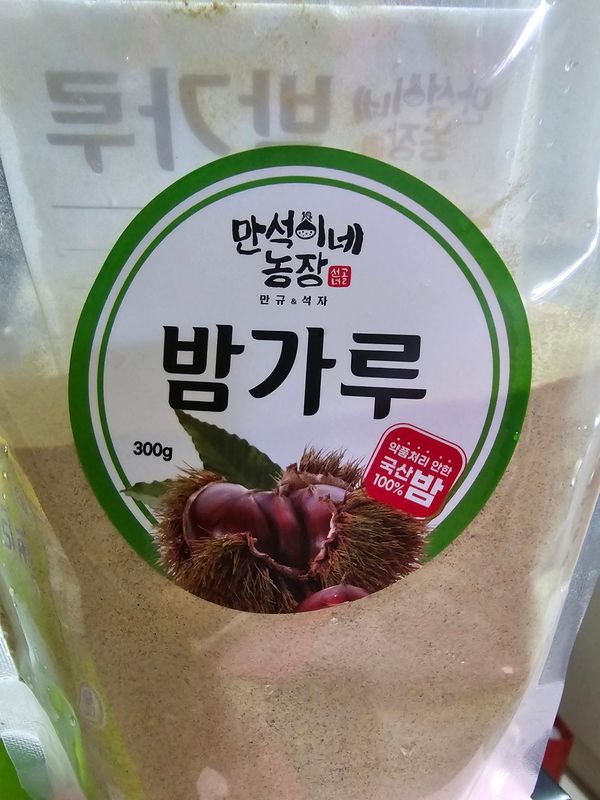 만석이네
농장
만규&석자
밤가루
300g
약품처리 안한
국산
100%
밤